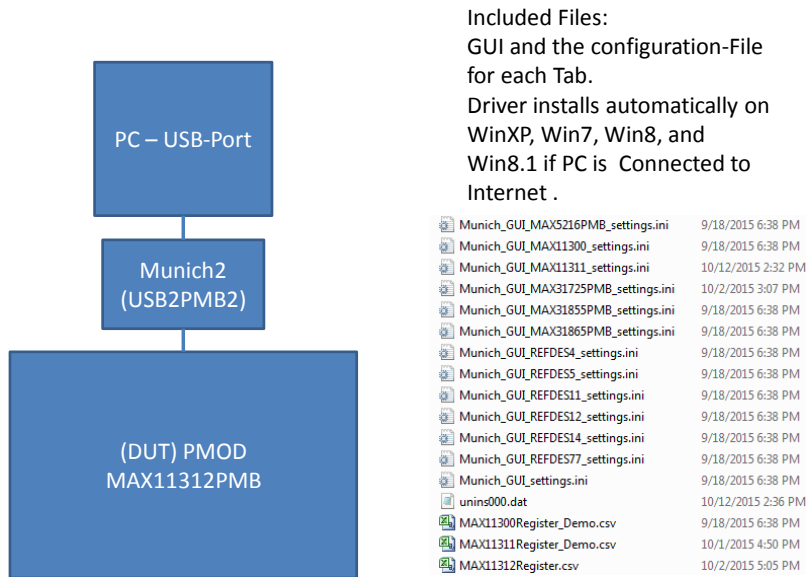 PC – USB-Port
Munich2
(USB2PMB2)
(DUT) PMOD
MAX11312PMB
Included Files:
GUI and the configuration-File
for each Tab.
Driver installs automatically on
WinXP, Win7, Win8, and
Win8.1 if PC is  Connected to
Internet .
Munich_GUI_MAX5216PMB_settings.ini 9/18/2015 6:38 PM
Munich_GUI_MAX11300_settings.ini 9/18/2015 6:38 PM
Munich_GUI_MAX11311_settings.ini 10/12/2015 2:32 PM
Munich_GUI_MAX31725PMB_settings.ini 10/2/2015 3:07 PM
Munich_GUI_MAX31855PMB_settings.ini 9/18/2015 6:38 PM
Munich_GUI_MAX31865PMB_settings.ini 9/18/2015 6:38 PM
Munich_GUI_REFDES4_settings.ini 9/18/2015 6:38 PM
Munich_GUI_REFDES5_settings.ini 9/18/2015 6:38 PM
Munich_GUI_REFDES11_settings.ini 9/18/2015 6:38 PM
Munich_GUI_REFDES12_settings.ini 9/18/2015 6:38 PM
Munich_GUI_REFDES14_settings.ini 9/18/2015 6:38 PM
Munich_GUI_REFDES77_settings.ini 9/18/2015 6:38 PM
Munich_GUI_settings.ini 9/18/2015 6:38 PM
unins000.dat 10/12/2015 2:36 PM
MAX11300Register_Demo.csv 9/18/2015 6:38 PM
MAX11311Register_Demo.csv 10/1/2015 4:50 PM
MAX11312Register.csv 10/2/2015 5:05 PM